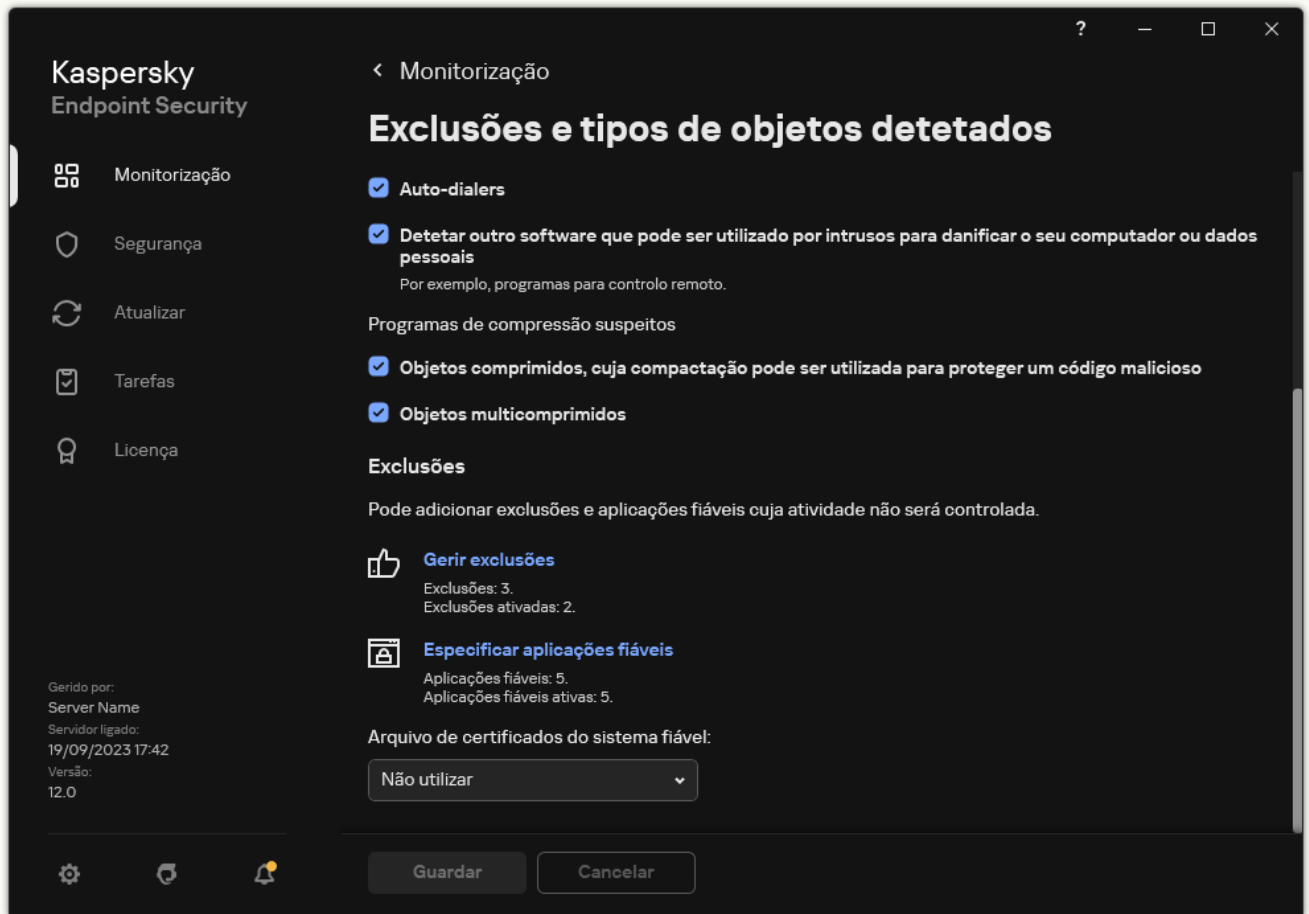 ?
Kaspersky
Endpoint Security
Monitorização
Segurança
Atualizar
Tarefas
Licença
Gerido por:
Server Name
Servidor ligado:
19/09/2023 17:42
Versão:
12.0
Monitorização
Exclusões e tipos de objetos detetados
Auto-dialers
Detetar outro software que pode ser utilizado por intrusos para danificar o seu computador ou dados
pessoais
Por exemplo, programas para controlo remoto.
Programas de compressão suspeitos
Objetos comprimidos, cuja compactação pode ser utilizada para proteger um código malicioso
Objetos multicomprimidos
Exclusões
Pode adicionar exclusões e aplicações fiáveis cuja atividade não será controlada.
Gerir exclusões
Exclusões: 3.
Exclusões ativadas: 2.
Especificar aplicações fiáveis
Aplicações fiáveis: 5.
Aplicações fiáveis ativas: 5.
Arquivo de certificados do sistema fiável:
Não utilizar
Guardar
Cancelar